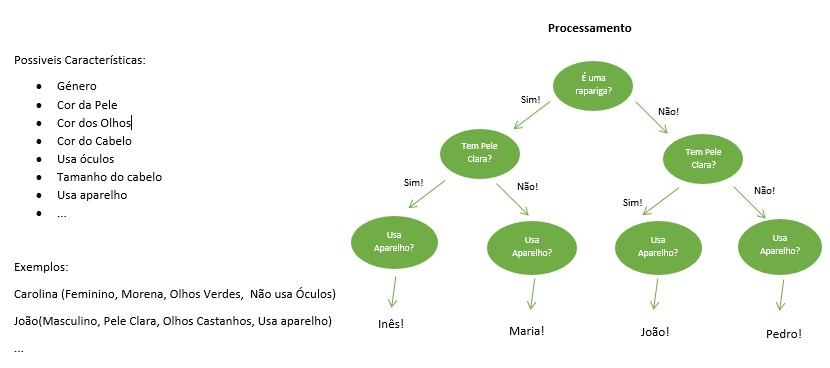 Processamento
Possiveis Características:
Género
Cor da Pele
Cor dos Olhos
Cor do Cabelo
Usa óculos
Tamanho do cabelo
Usa aparelho
...
Exemplos:
Carolina (Feminino, Morena, Olhos Verdes, Não usa Óculos)
João(Masculino, Pele Clara, Olhos Castanhos, Usa aparelho)
...
É uma
rapariga?
Sim!
Não!
Tem Pele
Clara?
Tem Pele
Clara?
Sim!
Não!
Sim!
Não!
Usa
Aparelho?
Usa
Aparelho?
Usa
Aparelho?
Usa
Aparelho?
Inês!
Maria!
João!
Pedro!